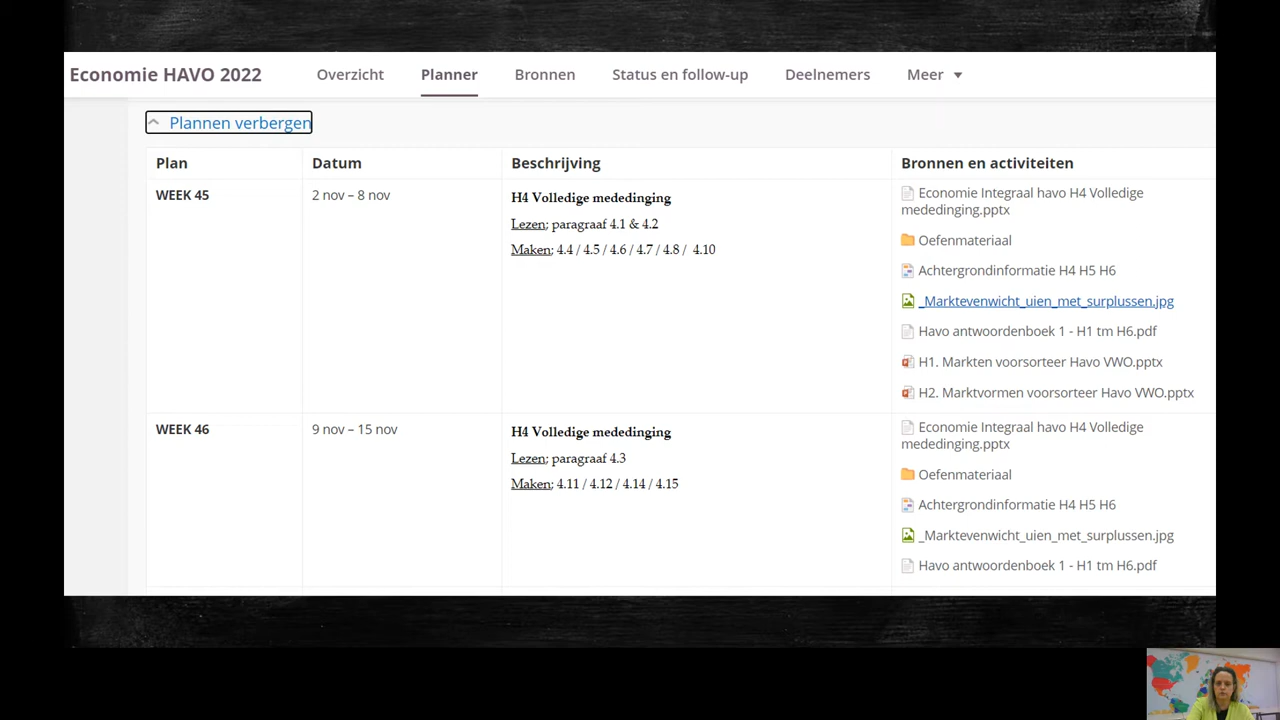 Economie HAVO 2022 Overzicht Planner Bronnen Status en follow-up Deelnemers Meer
Plannen verbergen
Plan Datum Beschrijving Bronnen en activiteiten
WEEK 45 2 nov – 8 nov
H4 Volledige mededinging
Lezen; paragraaf 4.1 & 4.2
Maken; 4.4 / 4.5 / 4.6 / 4.7 / 4.8 / 4.10
Economie Integraal havo H4 Volledige
mededinging.pptx
Oefenmateriaal
Achtergrondinformatie H4 H5 H6
_Marktevenwicht_uien_met_surplussen.jpg
Havo antwoordenboek 1 - H1 tm H6.pdf
H1. Markten voorsorteer Havo VWO.pptx
H2. Marktvormen voorsorteer Havo VWO.pptx
WEEK 46 9 nov – 15 nov
H4 Volledige mededinging
Lezen; paragraaf 4.3
Maken; 4.11 / 4.12 / 4.14 / 4.15
Economie Integraal havo H4 Volledige
mededinging.pptx
Oefenmateriaal
Achtergrondinformatie H4 H5 H6
_Marktevenwicht_uien_met_surplussen.jpg
Havo antwoordenboek 1 - H1 tm H6.pdf